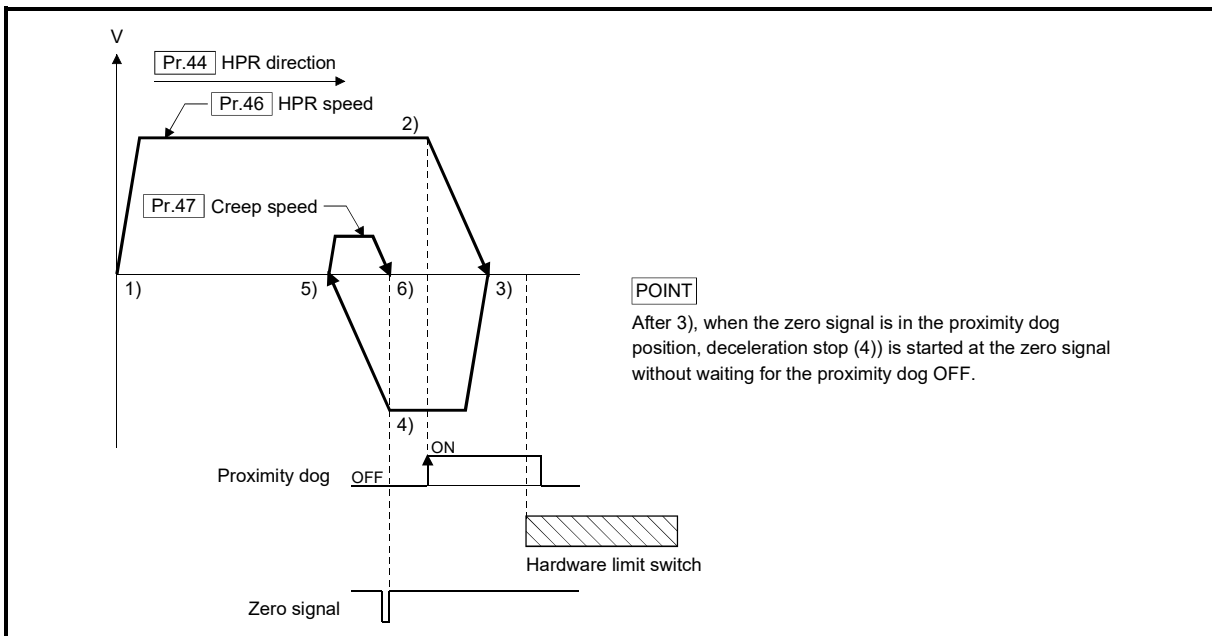 V
Pr.44 HPR direction
Pr.46 HPR speed
2)
Pr.47 Creep speed
1)
5)
6)
3)
POINT
After 3), when the zero signal is in the proximity dog
position, deceleration stop (4)) is started at the zero signal
without waiting for the proximity dog OFF.
4)
ON
Proximity dog OFF
Hardware limit switch
Zero signal